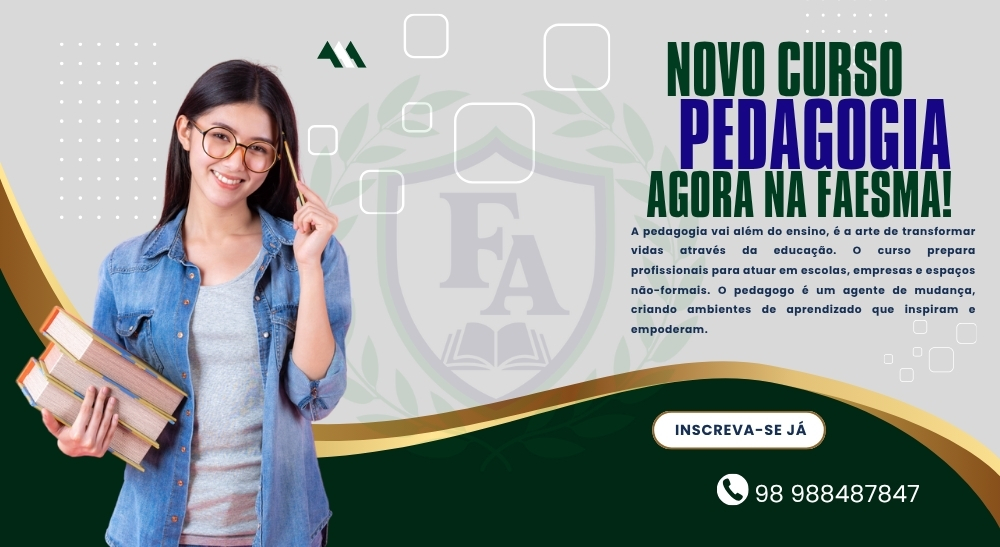 NOVO CURSO
PEDAGOGIA
AGORA NA FAESMA!
A pedagogia vai além do ensino, é a arte de transformar
vidas através da educação. O curso prepara
profissionais para atuar em escolas, empresas e espaços
não-formais. O pedagogo é um agente de mudança,
criando ambientes de aprendizado que inspiram e
empoderam.
FA
INSCREVA-SE JÁ
98 988487847